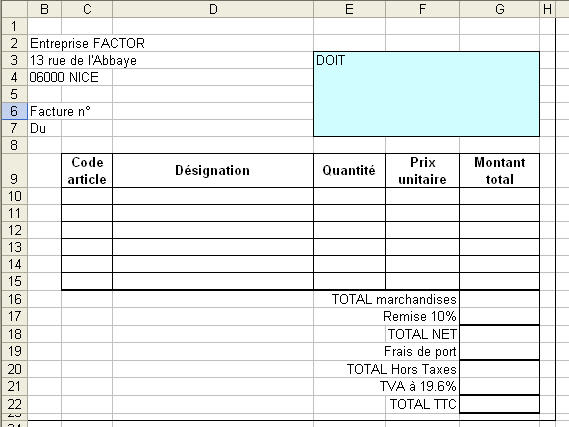 B C D E F G H
1
2 Entreprise FACTOR
3 13 rue de l'Abbaye DOIT
4 06000 NICE
5
6 Facture n°
7 Du
8
9 Code article Désignation Quantité Prix unitaire Montant total
10
11
12
13
14
15
16 TOTAL marchandises
17 Remise 10%
18 TOTAL NET
19 Frais de port
20 TOTAL Hors Taxes
21 TVA à 19.6%
22 TOTAL TTC
23
24